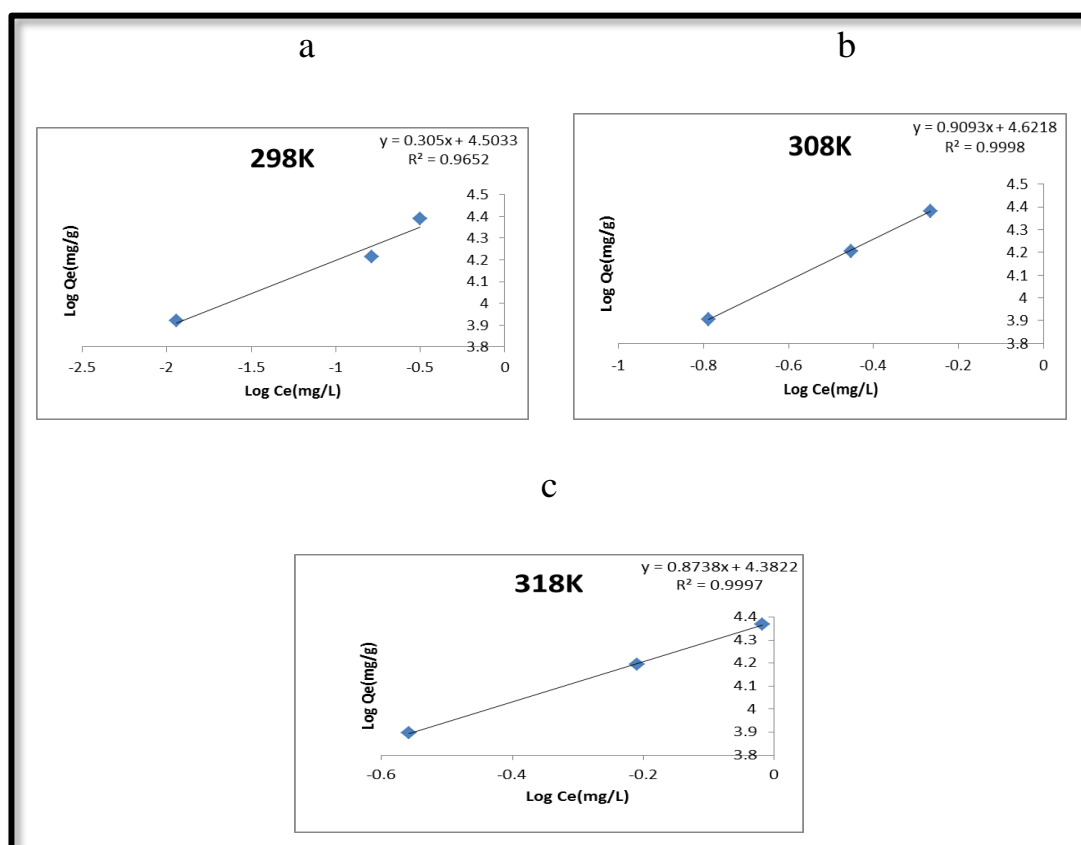 a
b
298K
y = 0.305x + 4.5033
R² = 0.9652
4.5
4.4
4.3
4.2
4.1
4
3.9
3.8
Log Qe(mg/g)
-2.5
-2
-1.5
-1
-0.5
0
Log Ce(mg/L)
308K
y = 0.9093x + 4.6218
R² = 0.9998
4.5
4.4
4.3
4.2
4.1
4
3.9
3.8
Log Qe(mg/g)
-1
-0.8
-0.6
-0.4
-0.2
0
Log Ce(mg/L)
c
318K
y = 0.8738x + 4.3822
R² = 0.9997
4.4
4.3
4.2
4.1
4
3.9
3.8
Log Qe(mg/g)
-0.6
-0.4
-0.2
0
Log Ce(mg/L)